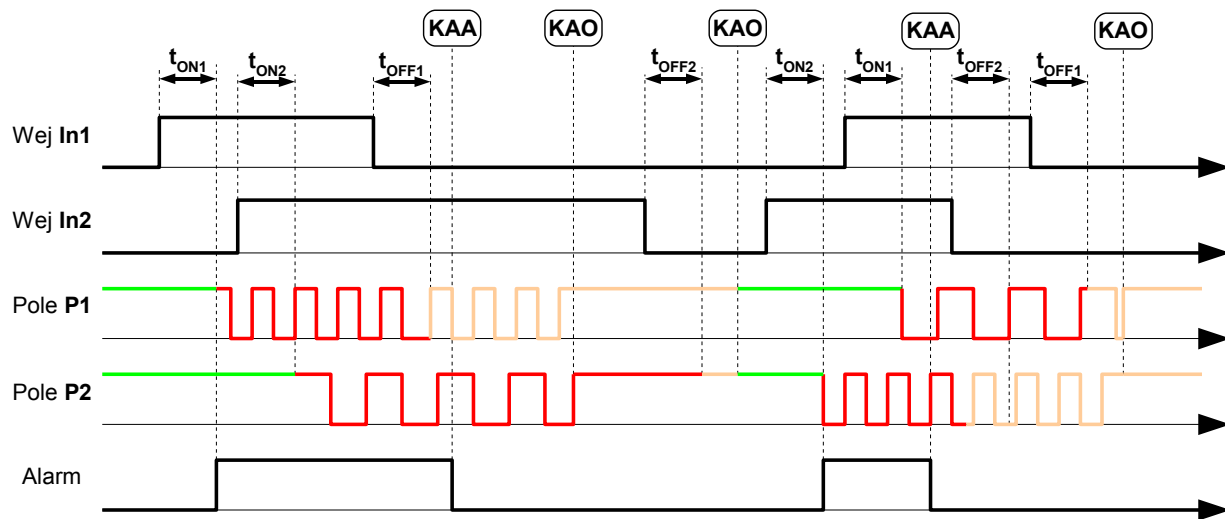 KAA KAO KAO KAA KAO
tON1 tON2 tOFF1 tOFF2 tON2 tON1 tOFF2 tOFF1
Wej In1
Wej In2
Pole P1
Pole P2
Alarm